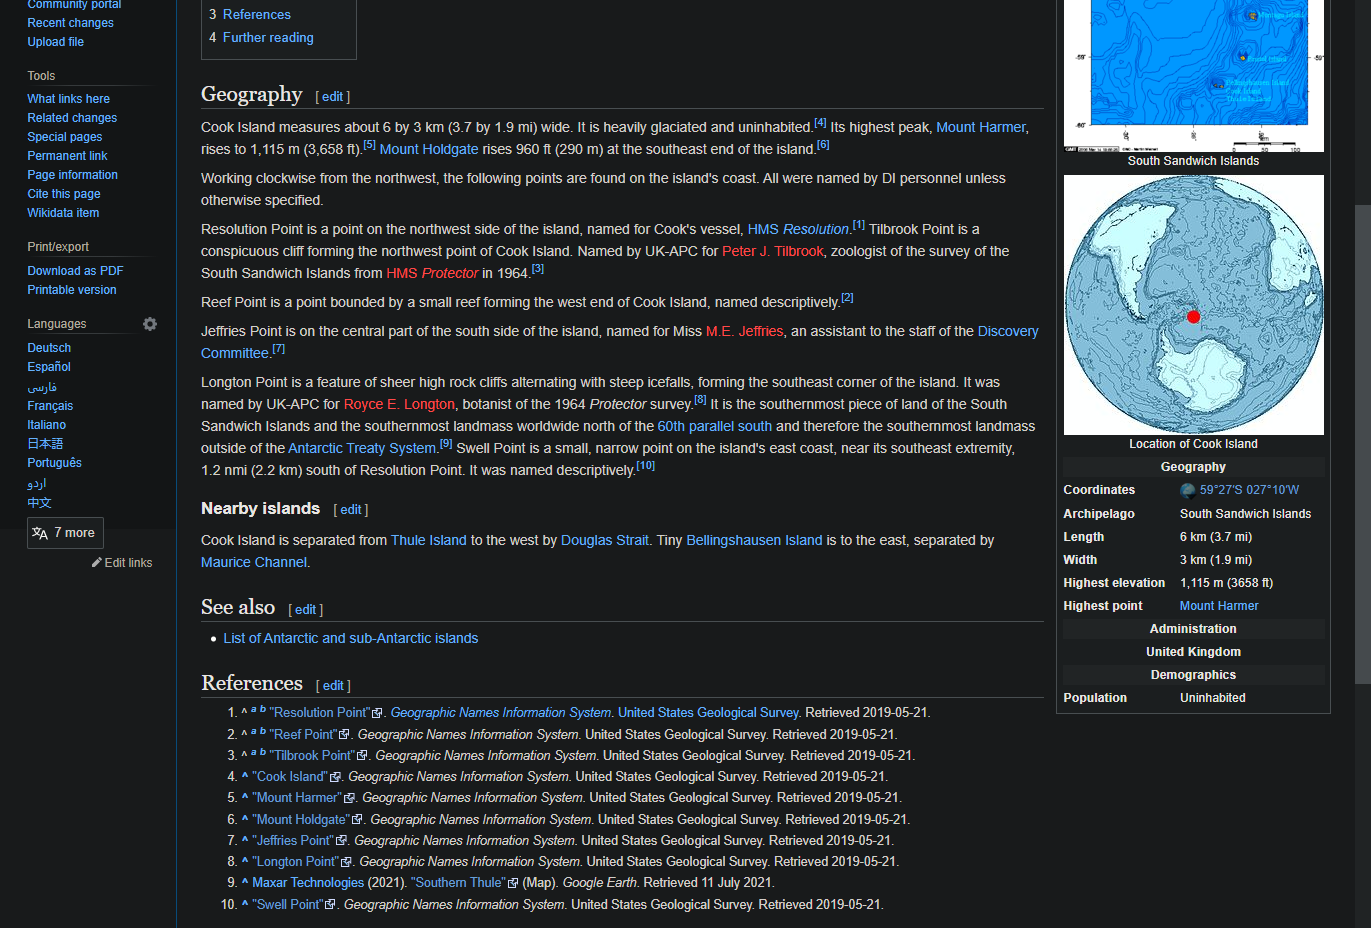 Community portal
Recent changes
Upload file
Tools
What links here
Related changes
Special pages
Permanent link
Page information
Cite this page
Wikidata item
Print/export
Download as PDF
Printable version
Languages
Deutsch
Español
فارسی
Français
Italiano
日本語
Português
اردو
中文
7 more
Edit links
3 References
4 Further reading
Geography [ edit ]
Cook Island measures about 6 by 3 km (3.7 by 1.9 mi) wide. It is heavily glaciated and uninhabited.[4] Its highest peak, Mount Harmer,
rises to 1,115 m (3,658 ft).[5] Mount Holdgate rises 960 ft (290 m) at the southeast end of the island.[6]
Working clockwise from the northwest, the following points are found on the island's coast. All were named by DI personnel unless
otherwise specified.
Resolution Point is a point on the northwest side of the island, named for Cook's vessel, HMS Resolution.[1] Tilbrook Point is a
conspicuous cliff forming the northwest point of Cook Island. Named by UK-APC for Peter J. Tilbrook, zoologist of the survey of the
South Sandwich Islands from HMS Protector in 1964.[3]
Reef Point is a point bounded by a small reef forming the west end of Cook Island, named descriptively.[2]
Jeffries Point is on the central part of the south side of the island, named for Miss M.E. Jeffries, an assistant to the staff of the Discovery
Committee.[7]
Longton Point is a feature of sheer high rock cliffs alternating with steep icefalls, forming the southeast corner of the island. It was
named by UK-APC for Royce E. Longton, botanist of the 1964 Protector survey.[8] It is the southernmost piece of land of the South
Sandwich Islands and the southernmost landmass worldwide north of the 60th parallel south and therefore the southernmost landmass
outside of the Antarctic Treaty System.[9] Swell Point is a small, narrow point on the island's east coast, near its southeast extremity,
1.2 nmi (2.2 km) south of Resolution Point. It was named descriptively.[10]
Nearby islands [ edit ]
Cook Island is separated from Thule Island to the west by Douglas Strait. Tiny Bellingshausen Island is to the east, separated by
Maurice Channel.
See also [ edit ]
• List of Antarctic and sub-Antarctic islands
References [ edit ]
1. ^ a b "Resolution Point". Geographic Names Information System. United States Geological Survey. Retrieved 2019-05-21.
2. ^ a b "Reef Point". Geographic Names Information System. United States Geological Survey. Retrieved 2019-05-21.
3. ^ a b "Tilbrook Point". Geographic Names Information System. United States Geological Survey. Retrieved 2019-05-21.
4. ^ "Cook Island". Geographic Names Information System. United States Geological Survey. Retrieved 2019-05-21.
5. ^ "Mount Harmer". Geographic Names Information System. United States Geological Survey. Retrieved 2019-05-21.
6. ^ "Mount Holdgate". Geographic Names Information System. United States Geological Survey. Retrieved 2019-05-21.
7. ^ "Jeffries Point". Geographic Names Information System. United States Geological Survey. Retrieved 2019-05-21.
8. ^ "Longton Point". Geographic Names Information System. United States Geological Survey. Retrieved 2019-05-21.
9. ^ Maxar Technologies (2021). "Southern Thule" (Map). Google Earth. Retrieved 11 July 2021.
10. ^ "Swell Point". Geographic Names Information System. United States Geological Survey. Retrieved 2019-05-21.
Montagu Island
-59° Bristol Island -59°
Bellingshausen Island
Cook Island
Thule Island
-60°
km
0 50 100
South Sandwich Islands
Location of Cook Island
Geography
Coordinates 59°27′S 027°10′W
Archipelago South Sandwich Islands
Length 6 km (3.7 mi)
Width 3 km (1.9 mi)
Highest elevation 1,115 m (3658 ft)
Highest point Mount Harmer
Administration
United Kingdom
Demographics
Population Uninhabited